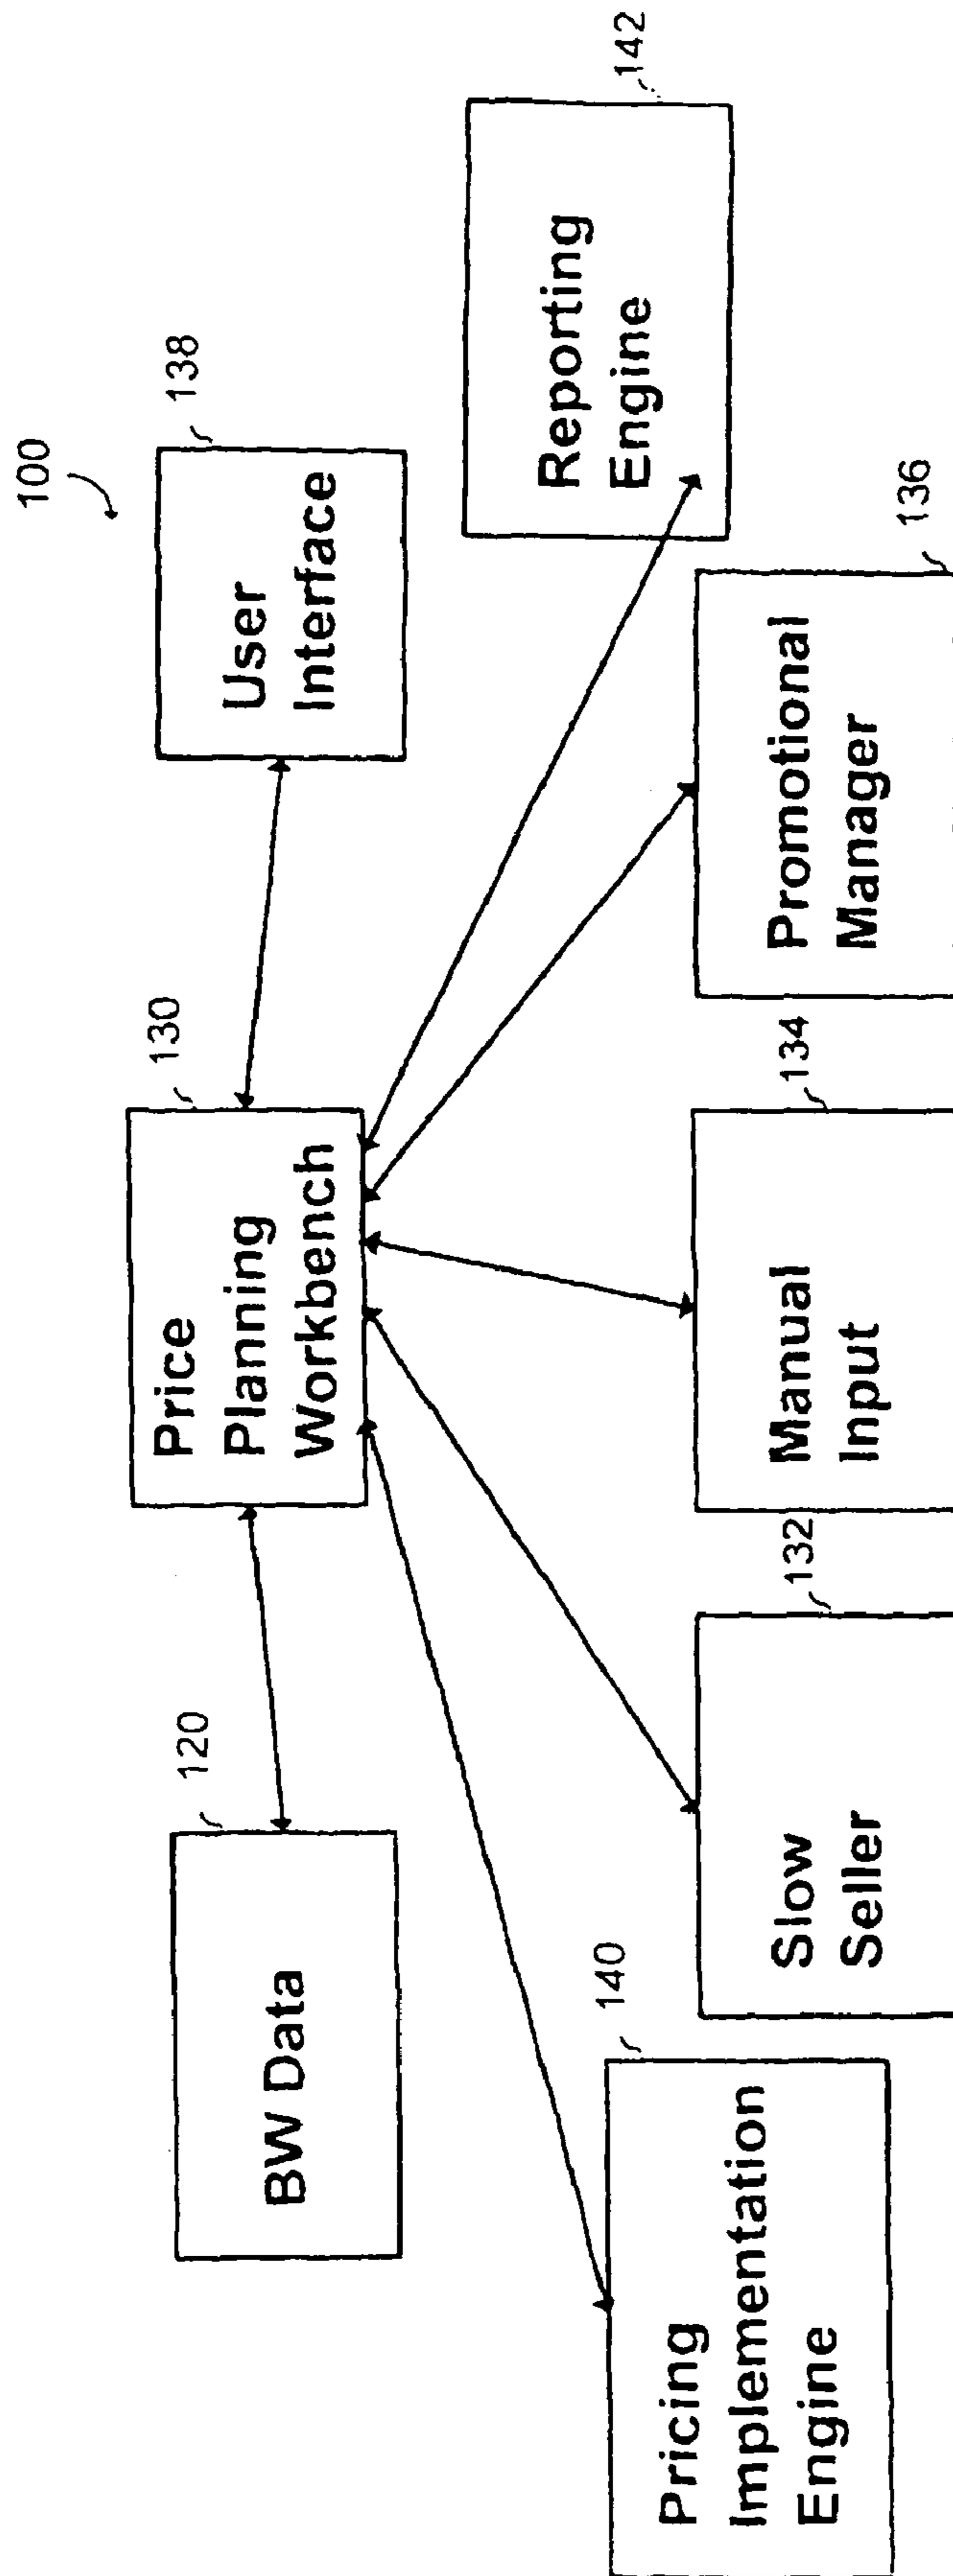 100
120
BW Data
130
Price
Planning
Workbench
138
User
Interface
140
Pricing
Implementation
Engine
132
Slow
Seller
134
Manual
Input
136
Promotional
Manager
142
Reporting
Engine